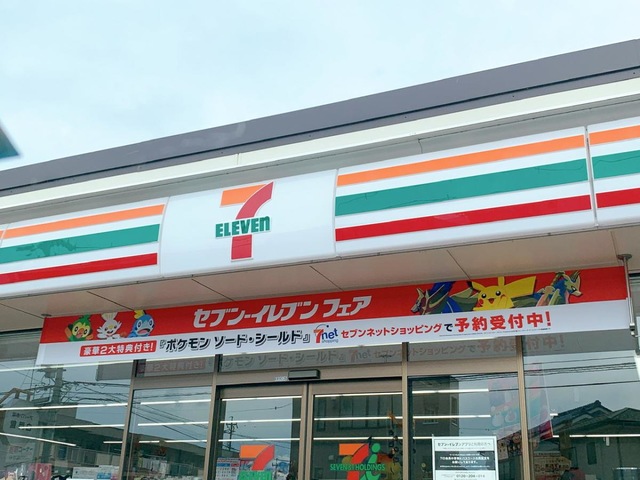 7
ELEVEn
セブン-イレブン フェア
豪華2大特典付き!
『ポケモン ソード・シールド』 7net shopping セブンネットショッピングで予約受付中!
SEVEN&i HOLDINGS